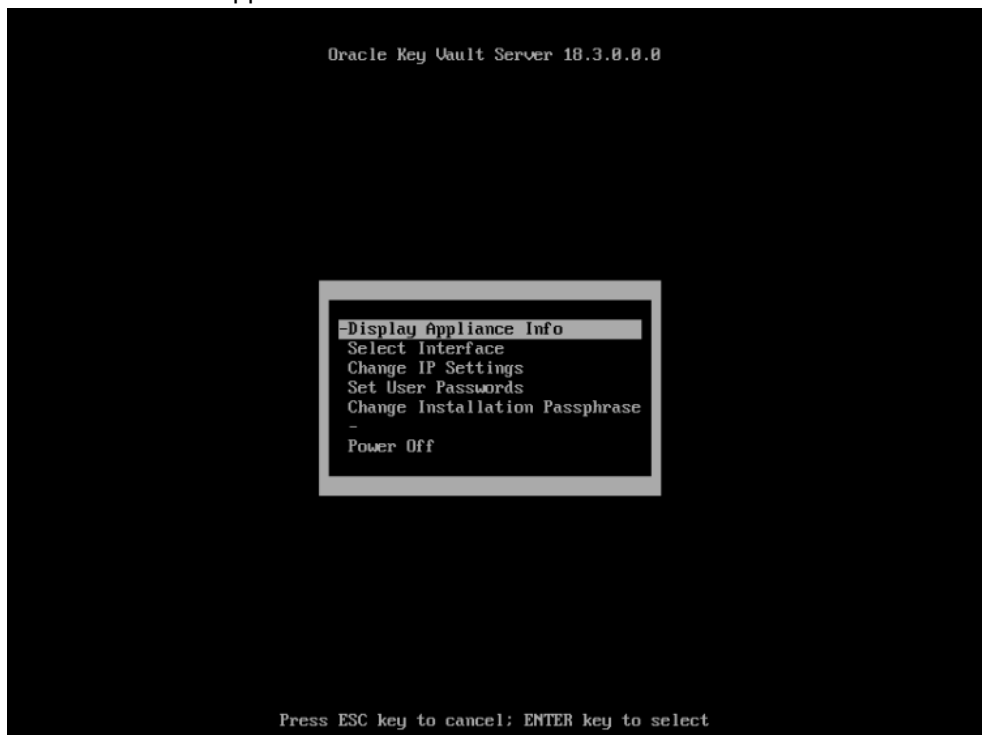 Oracle Key Vault Server 18.3.0.0.0
-Display Appliance Info
Select Interface
Change IP Settings
Set User Passwords
Change Installation Passphrase
-
Power Off
Press ESC key to cancel; ENTER key to select